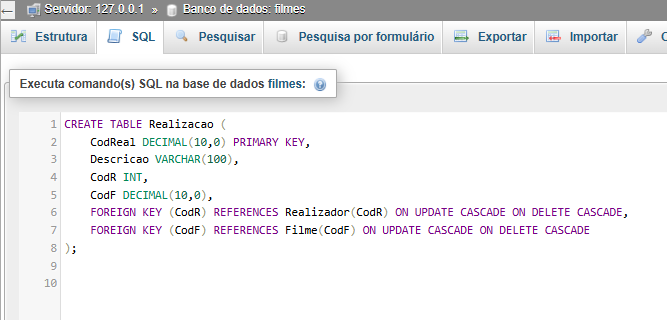 Servidor: 127.0.0.1 » Banco de dados: filmes
Estrutura SQL Pesquisar Pesquisa por formulário Exportar Importar
Executa comando(s) SQL na base de dados filmes:
1 CREATE TABLE Realizacao (
2 CodReal DECIMAL(10,0) PRIMARY KEY,
3 Descricao VARCHAR(100),
4 CodR INT,
5 CodF DECIMAL(10,0),
6 FOREIGN KEY (CodR) REFERENCES Realizador(CodR) ON UPDATE CASCADE ON DELETE CASCADE,
7 FOREIGN KEY (CodF) REFERENCES Filme(CodF) ON UPDATE CASCADE ON DELETE CASCADE
8 );
9
10